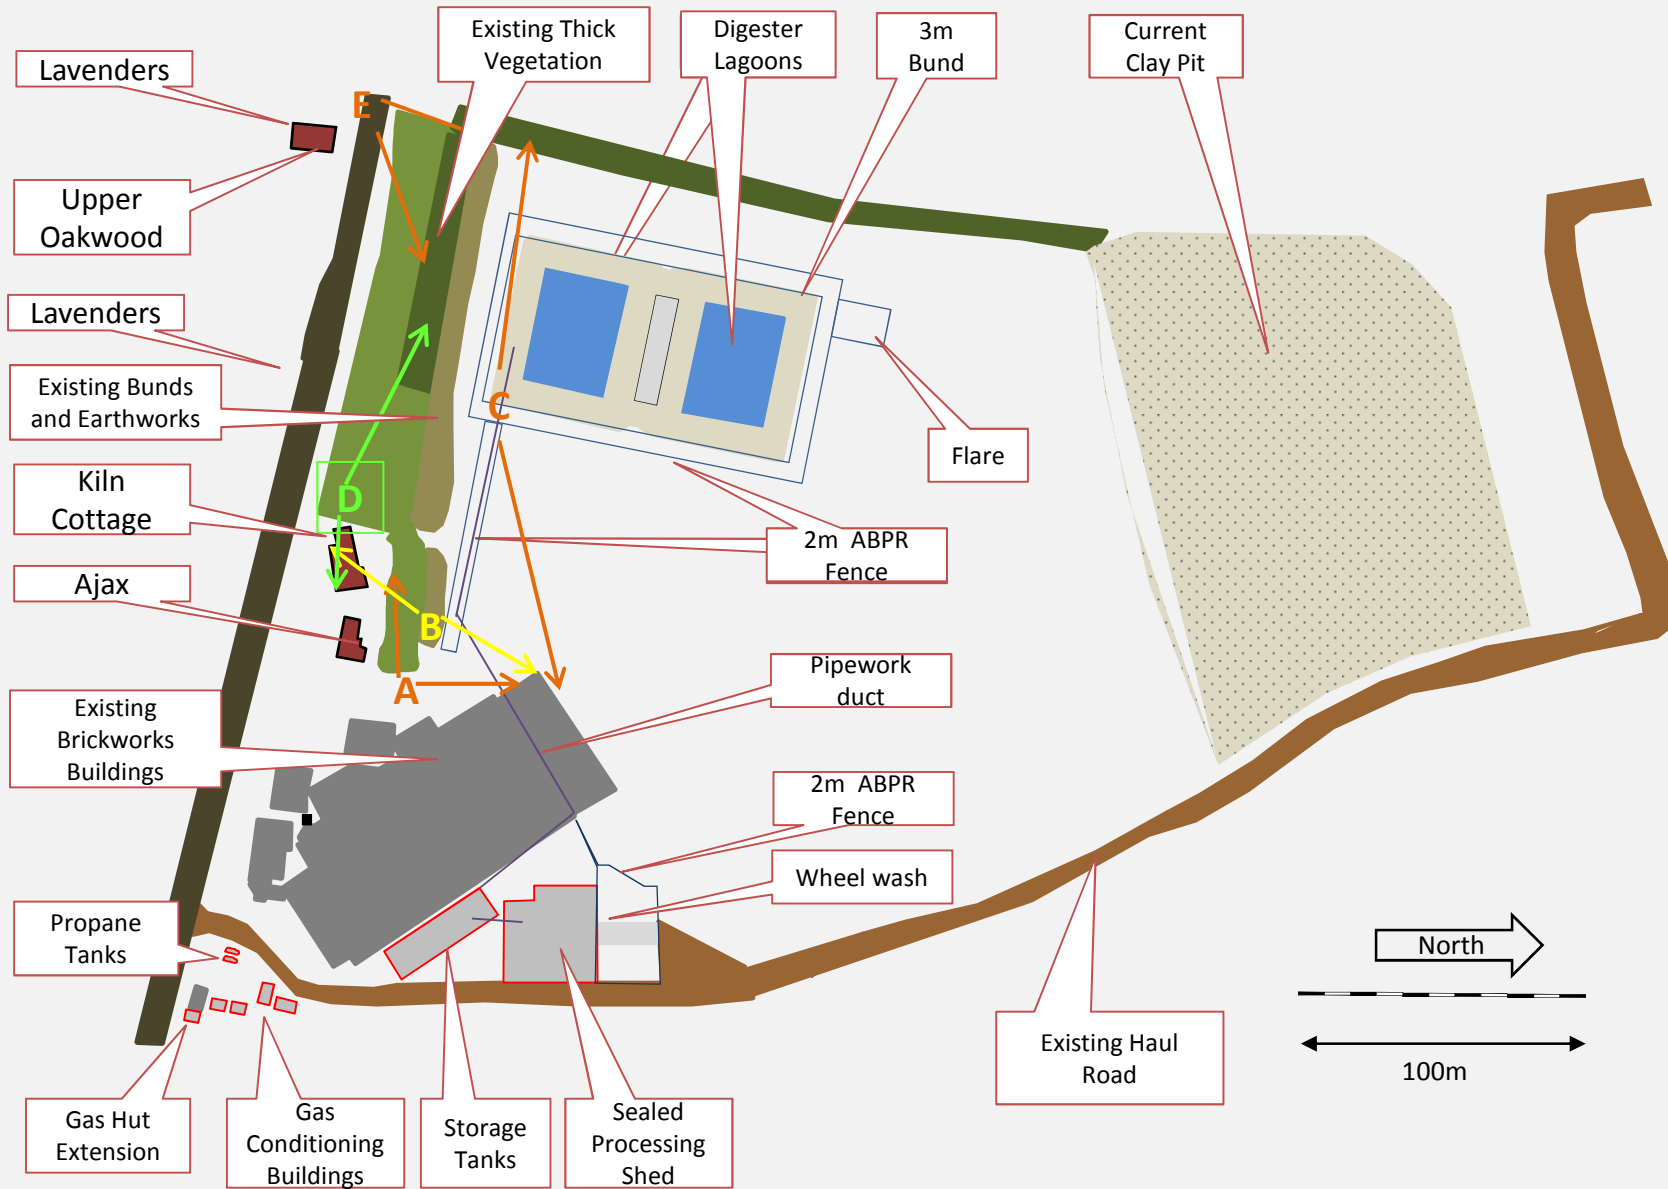 Existing Thick
Vegetation
Digester
Lagoons
3m
Bund
Current
Clay Pit
Lavenders
E
Upper
Oakwood
Lavenders
Existing Bunds
and Earthworks
C
Flare
Kiln
Cottage
D
2m ABPR
Fence
Ajax
B
A
Pipework
duct
Existing
Brickworks
Buildings
2m ABPR
Fence
Wheel wash
Propane
Tanks
North
Existing Haul
Road
100m
Gas Hut
Extension
Gas
Conditioning
Buildings
Storage
Tanks
Sealed
Processing
Shed